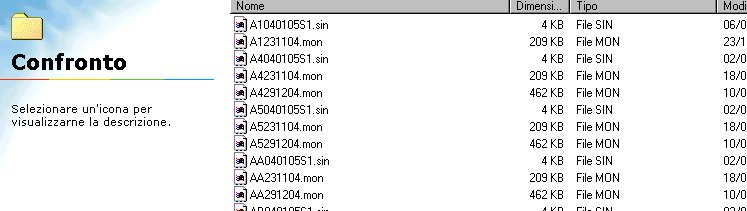 Confronto
Selezionare un'icona per
visualizzarne la descrizione.
Nome Dimensi... Tipo Modi
A1040105S1.sin 4 KB File SIN 06/0
A1231104.mon 209 KB File MON 23/1
A4040105S1.sin 4 KB File SIN 02/0
A4231104.mon 209 KB File MON 18/0
A4291204.mon 462 KB File MON 10/0
A5040105S1.sin 4 KB File SIN 02/0
A5231104.mon 209 KB File MON 18/0
A5291204.mon 462 KB File MON 10/0
AA040105S1.sin 4 KB File SIN 02/0
AA231104.mon 209 KB File MON 18/0
AA291204.mon 462 KB File MON 10/0